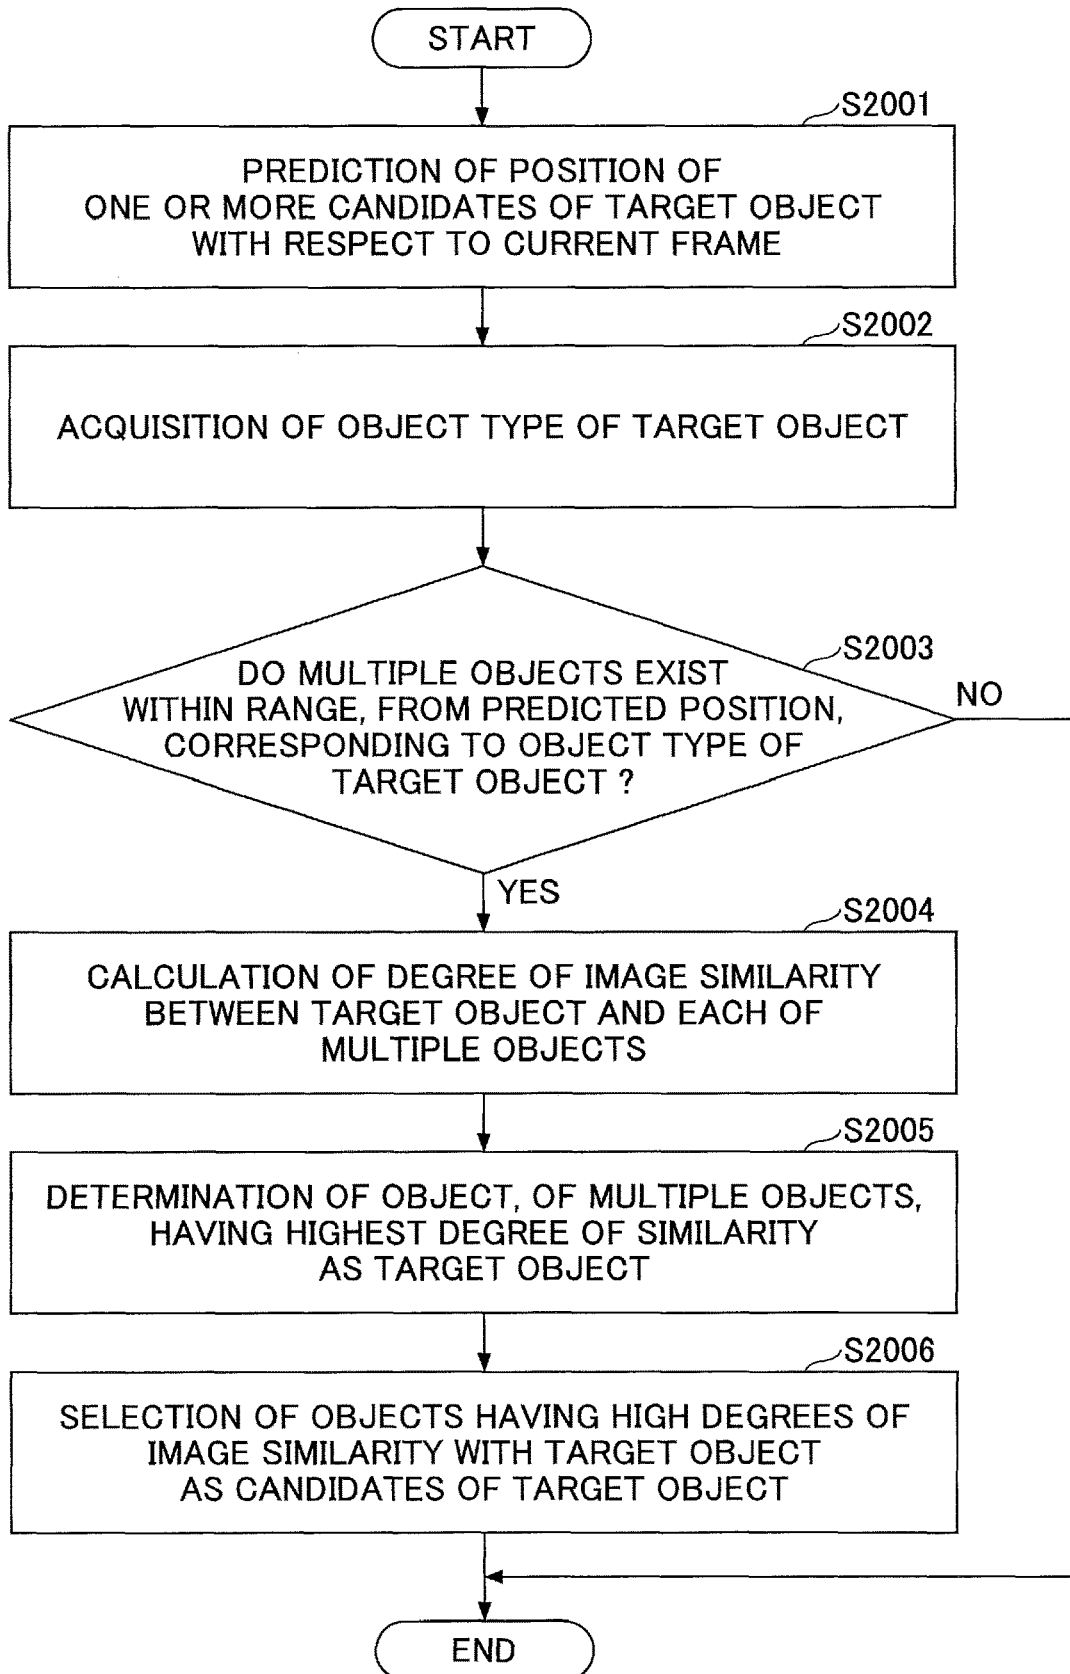 START
S2001
PREDICTION OF POSITION OF
ONE OR MORE CANDIDATES OF TARGET OBJECT
WITH RESPECT TO CURRENT FRAME
S2002
ACQUISITION OF OBJECT TYPE OF TARGET OBJECT
S2003
DO MULTIPLE OBJECTS EXIST
WITHIN RANGE, FROM PREDICTED POSITION,
CORRESPONDING TO OBJECT TYPE OF
TARGET OBJECT ?
NO
YES
S2004
CALCULATION OF DEGREE OF IMAGE SIMILARITY
BETWEEN TARGET OBJECT AND EACH OF
MULTIPLE OBJECTS
S2005
DETERMINATION OF OBJECT, OF MULTIPLE OBJECTS,
HAVING HIGHEST DEGREE OF SIMILARITY
AS TARGET OBJECT
S2006
SELECTION OF OBJECTS HAVING HIGH DEGREES OF
IMAGE SIMILARITY WITH TARGET OBJECT
AS CANDIDATES OF TARGET OBJECT
END